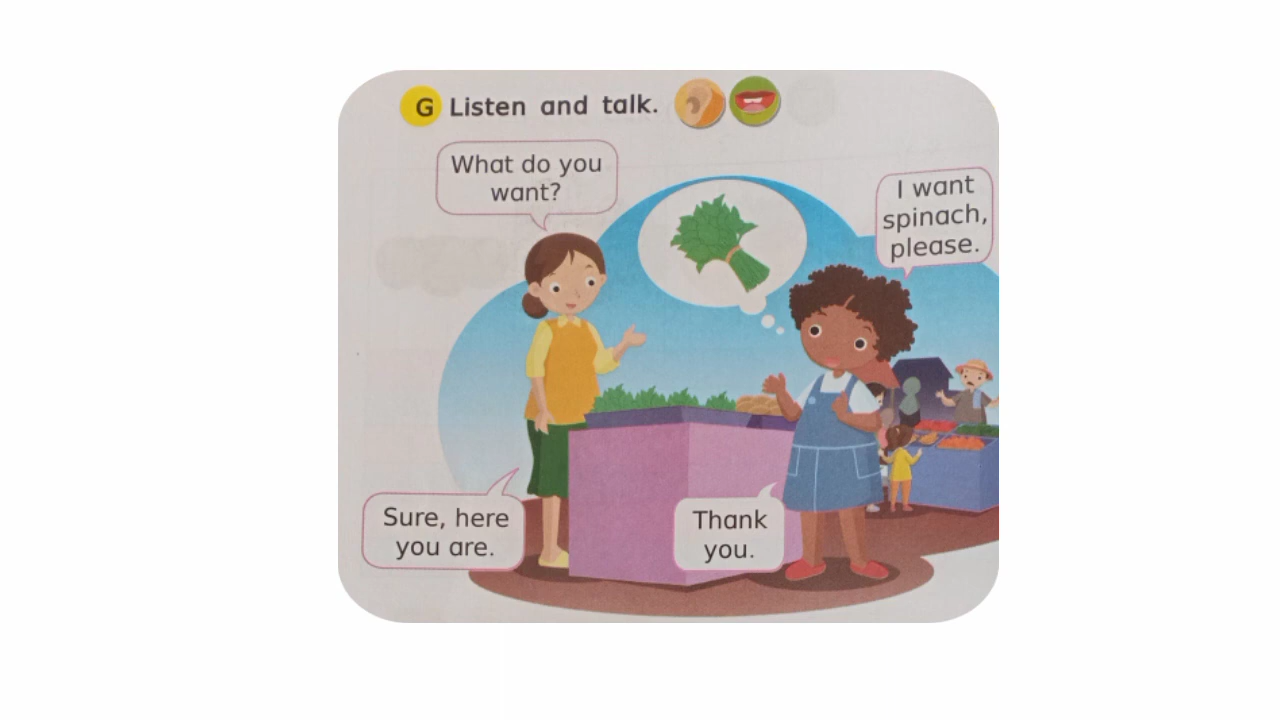 G Listen and talk.
What do you
want?
I want
spinach,
please.
Sure, here
you are.
Thank
you.